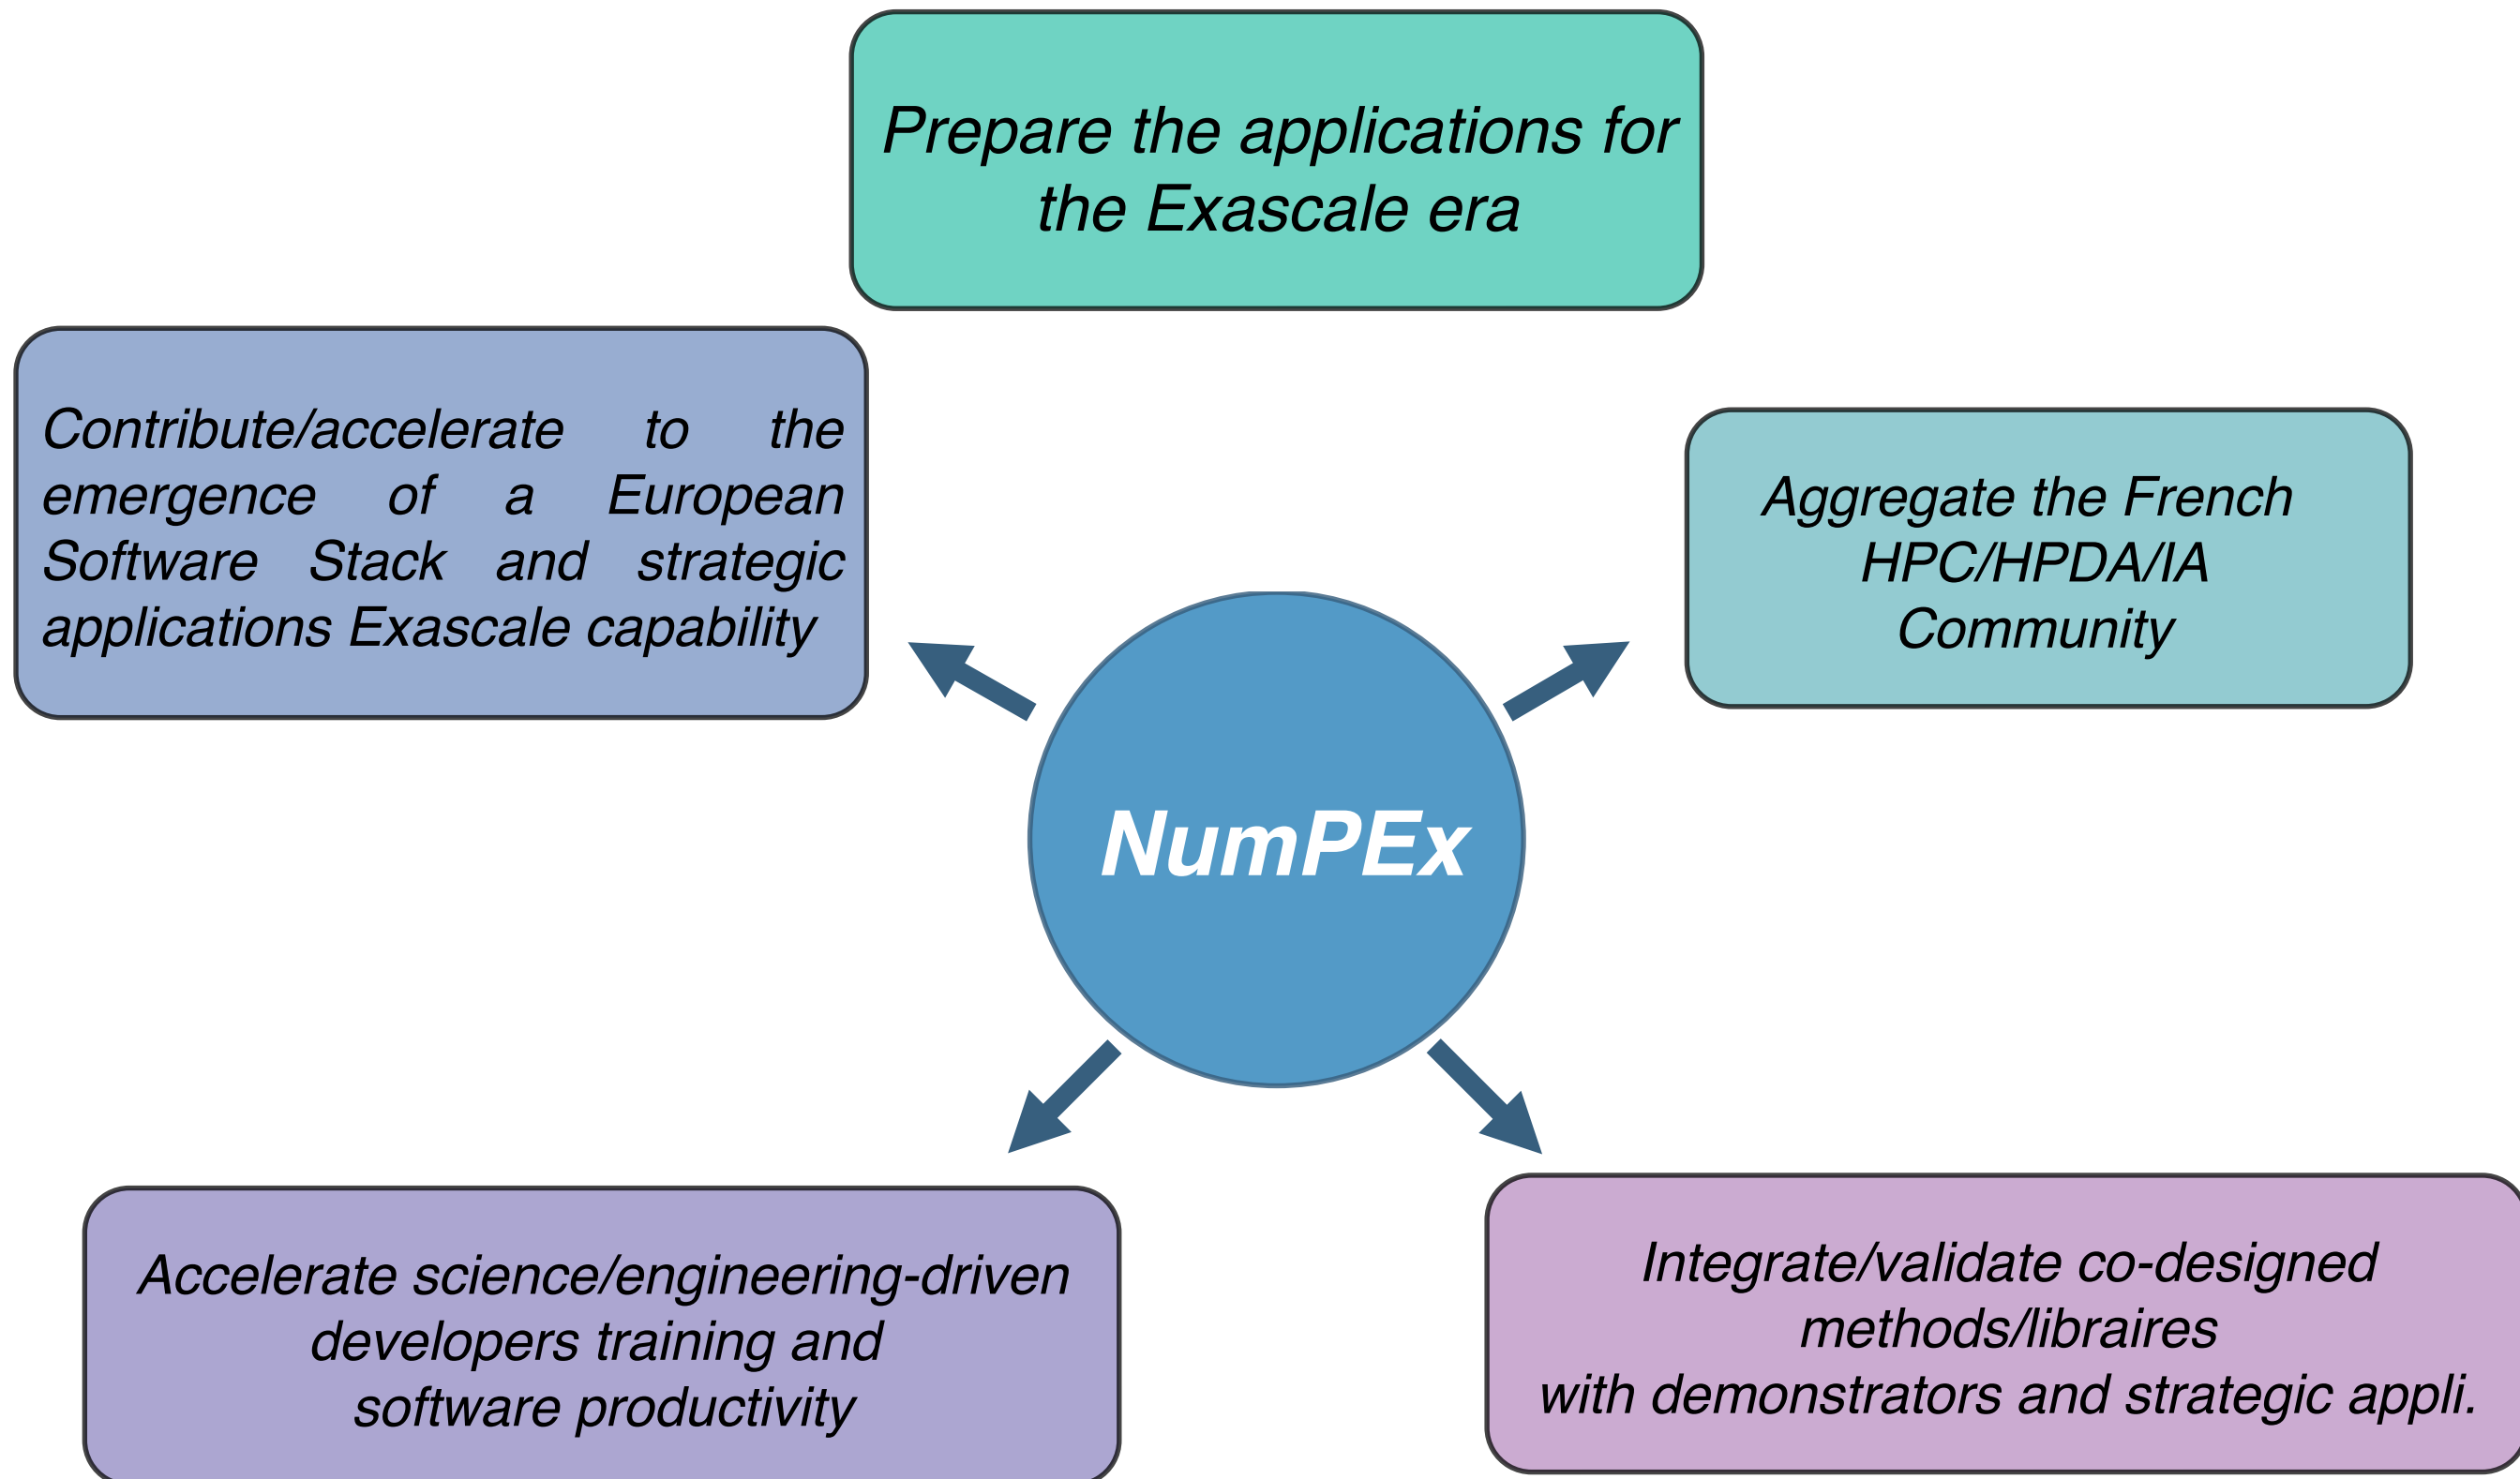 Prepare the applications for
the Exascale era
Contribute/accelerate to the
emergence of a European
Software Stack and strategic
applications Exascale capability
Aggregate the French
HPC/HPDA/IA
Community
NumPEx
Accelerate science/engineering-driven
developers training and
software productivity
Integrate/validate co-designed
methods/libraires
with demonstrators and strategic appli.